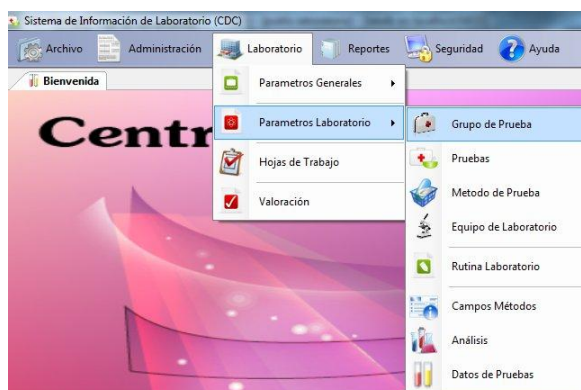 Sistema de Información de Laboratorio (CDC)
Archivo Administración Laboratorio Reportes Seguridad Ayuda
Bienvenida
Parametros Generales
Parametros Laboratorio
Hojas de Trabajo
Valoración
Grupo de Prueba
Pruebas
Metodo de Prueba
Equipo de Laboratorio
Rutina Laboratorio
Campos Métodos
Análisis
Datos de Pruebas
Centr